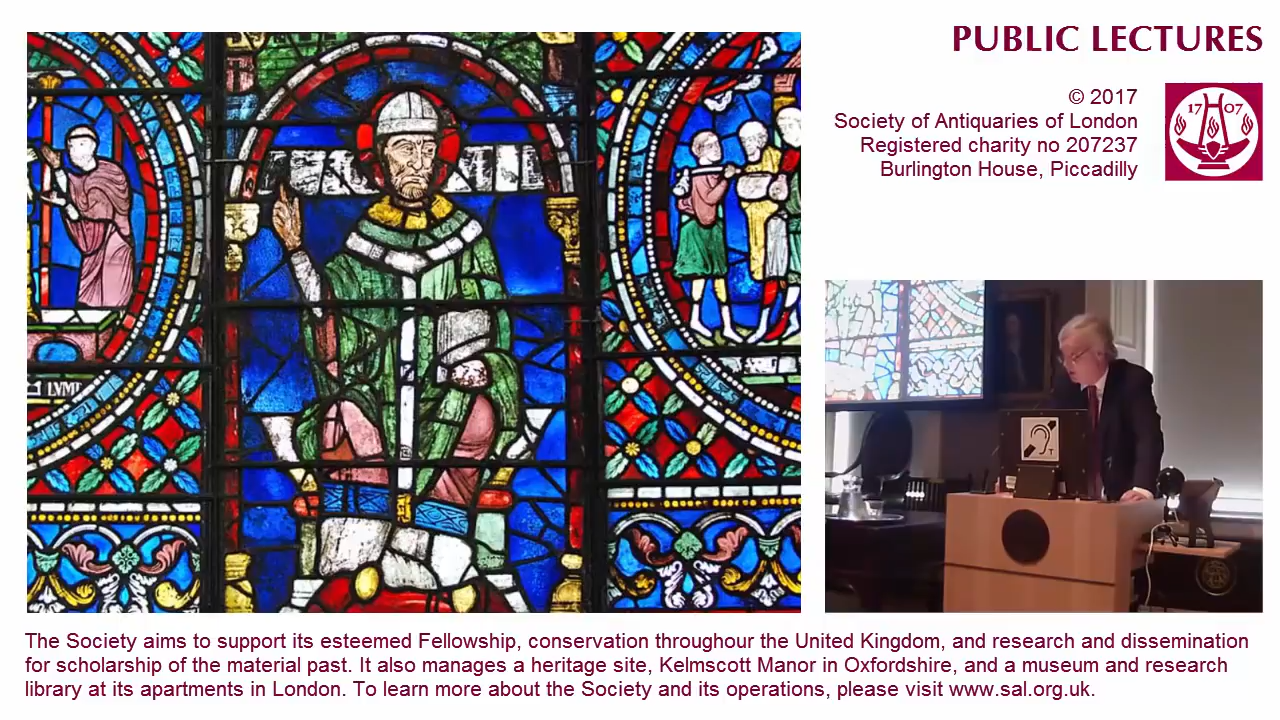 PUBLIC LECTURES
© 2017
Society of Antiquaries of London
Registered charity no 207237
Burlington House, Piccadilly
17 07
LVMI
T
The Society aims to support its esteemed Fellowship, conservation throughour the United Kingdom, and research and dissemination
for scholarship of the material past. It also manages a heritage site, Kelmscott Manor in Oxfordshire, and a museum and research
library at its apartments in London. To learn more about the Society and its operations, please visit www.sal.org.uk.